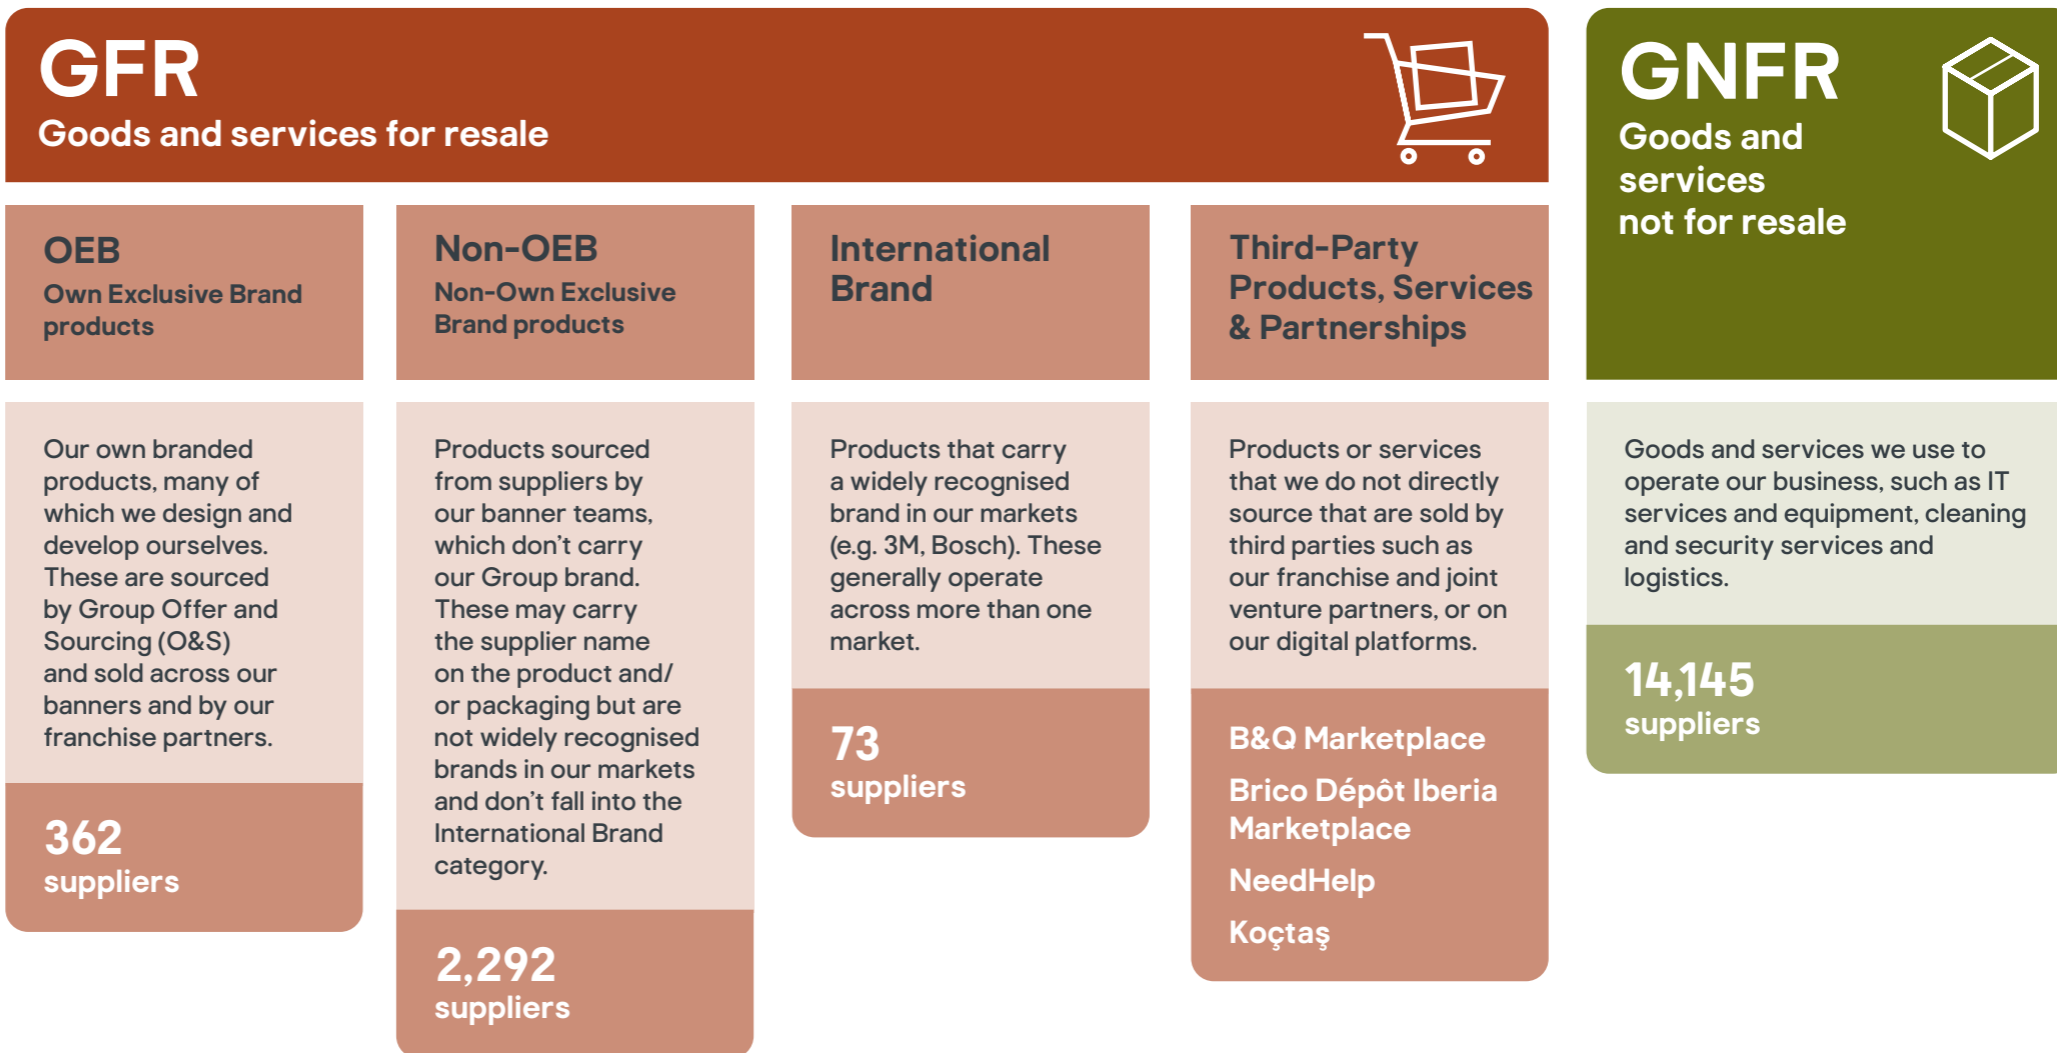 GFR
Goods and services for resale
GNFR
Goods and
services
not for resale
OEB
Own Exclusive Brand
products
Our own branded
products, many of
which we design and
develop ourselves.
These are sourced
by Group Offer and
Sourcing (O&S)
and sold across our
banners and by our
franchise partners.
362
suppliers
Non-OEB
Non-Own Exclusive
Brand products
Products sourced
from suppliers by
our banner teams,
which don’t carry
our Group brand.
These may carry
the supplier name
on the product and/
or packaging but are
not widely recognised
brands in our markets
and don’t fall into the
International Brand
category.
2,292
suppliers
International
Brand
Products that carry
a widely recognised
brand in our markets
(e.g. 3M, Bosch). These
generally operate
across more than one
market.
73
suppliers
Third-Party
Products, Services
& Partnerships
Products or services
that we do not directly
source that are sold by
third parties such as
our franchise and joint
venture partners, or on
our digital platforms.
B&Q Marketplace
Brico Dépôt Iberia
Marketplace
NeedHelp
Koçtaş
Goods and services we use to
operate our business, such as IT
services and equipment, cleaning
and security services and
logistics.
14,145
suppliers